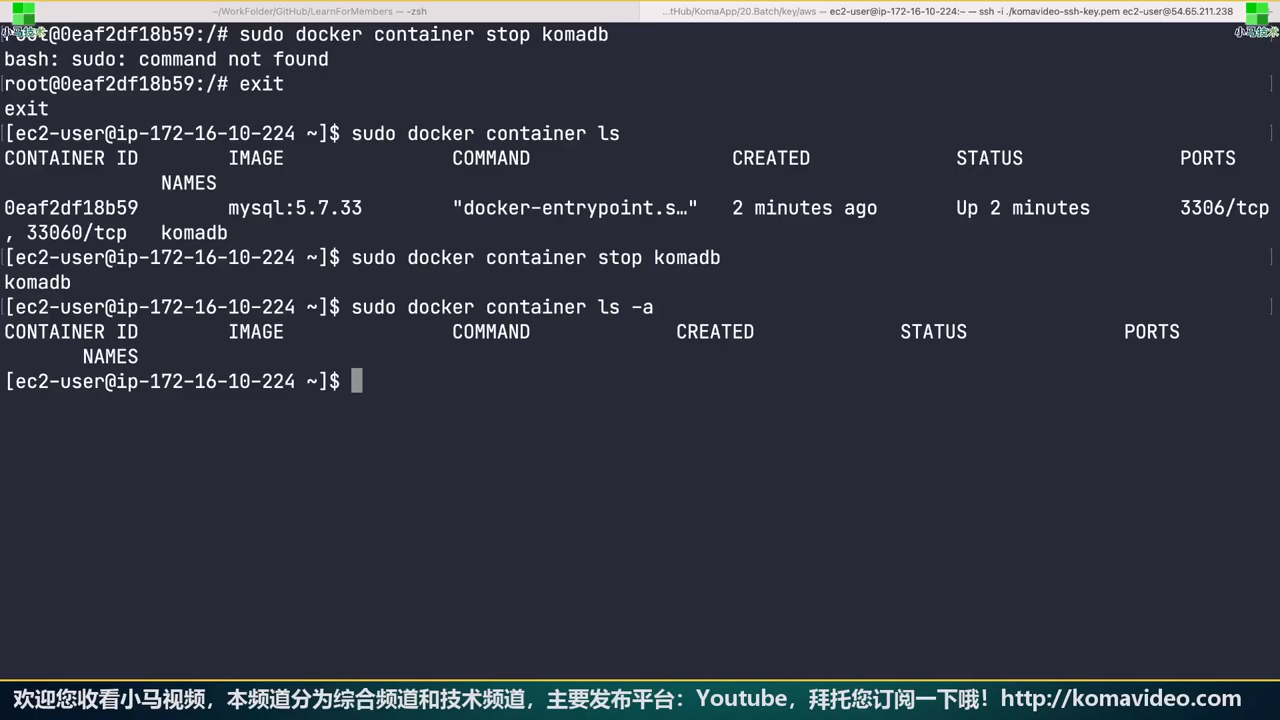 ~/WorkFolder/GitHub/LearnForMembers — -zsh
...tHub/KomaApp/20.Batch/key/aws — ec2-user@ip-172-16-10-224:~ — ssh -i ./komavideo-ssh-key.pem ec2-user@54.65.211.238
小马技术
小马技术
root@0eaf2df18b59:/# sudo docker container stop komadb
bash: sudo: command not found
root@0eaf2df18b59:/# exit
exit
[ec2-user@ip-172-16-10-224 ~]$ sudo docker container ls
CONTAINER ID IMAGE COMMAND CREATED STATUS PORTS
NAMES
0eaf2df18b59 mysql:5.7.33 "docker-entrypoint.s…" 2 minutes ago Up 2 minutes 3306/tcp
, 33060/tcp komadb
[ec2-user@ip-172-16-10-224 ~]$ sudo docker container stop komadb
komadb
[ec2-user@ip-172-16-10-224 ~]$ sudo docker container ls -a
CONTAINER ID IMAGE COMMAND CREATED STATUS PORTS
NAMES
[ec2-user@ip-172-16-10-224 ~]$
欢迎您收看小马视频，本频道分为综合频道和技术频道，主要发布平台：Youtube，拜托您订阅一下哦！http://komavideo.com